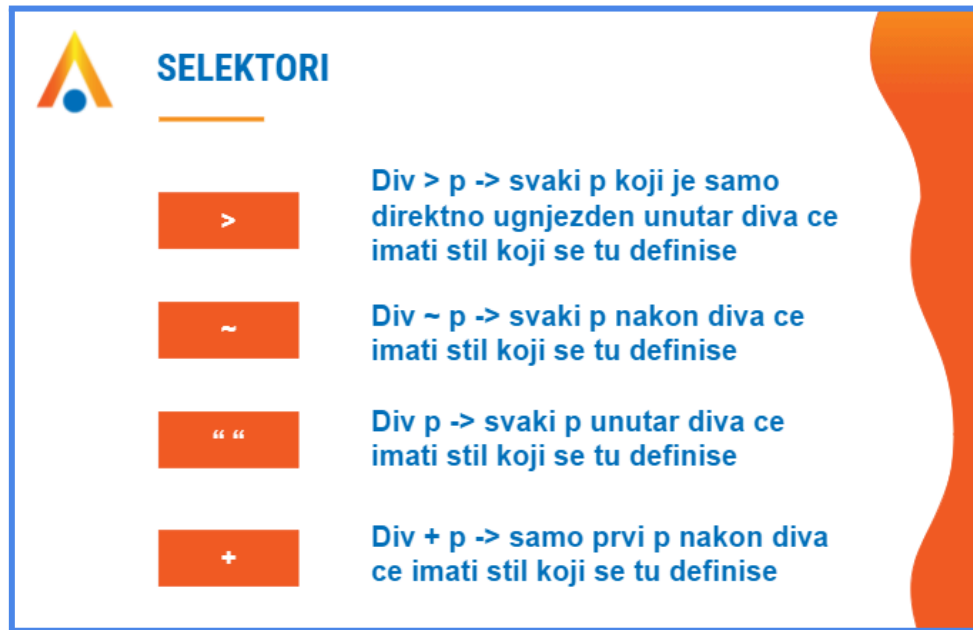 SELEKTORI
>
Div > p -> svaki p koji je samo
direktno ugnjezden unutar diva ce
imati stil koji se tu definise
~
Div ~ p -> svaki p nakon diva ce
imati stil koji se tu definise
“ “
Div p -> svaki p unutar diva ce
imati stil koji se tu definise
+
Div + p -> samo prvi p nakon diva
ce imati stil koji se tu definise